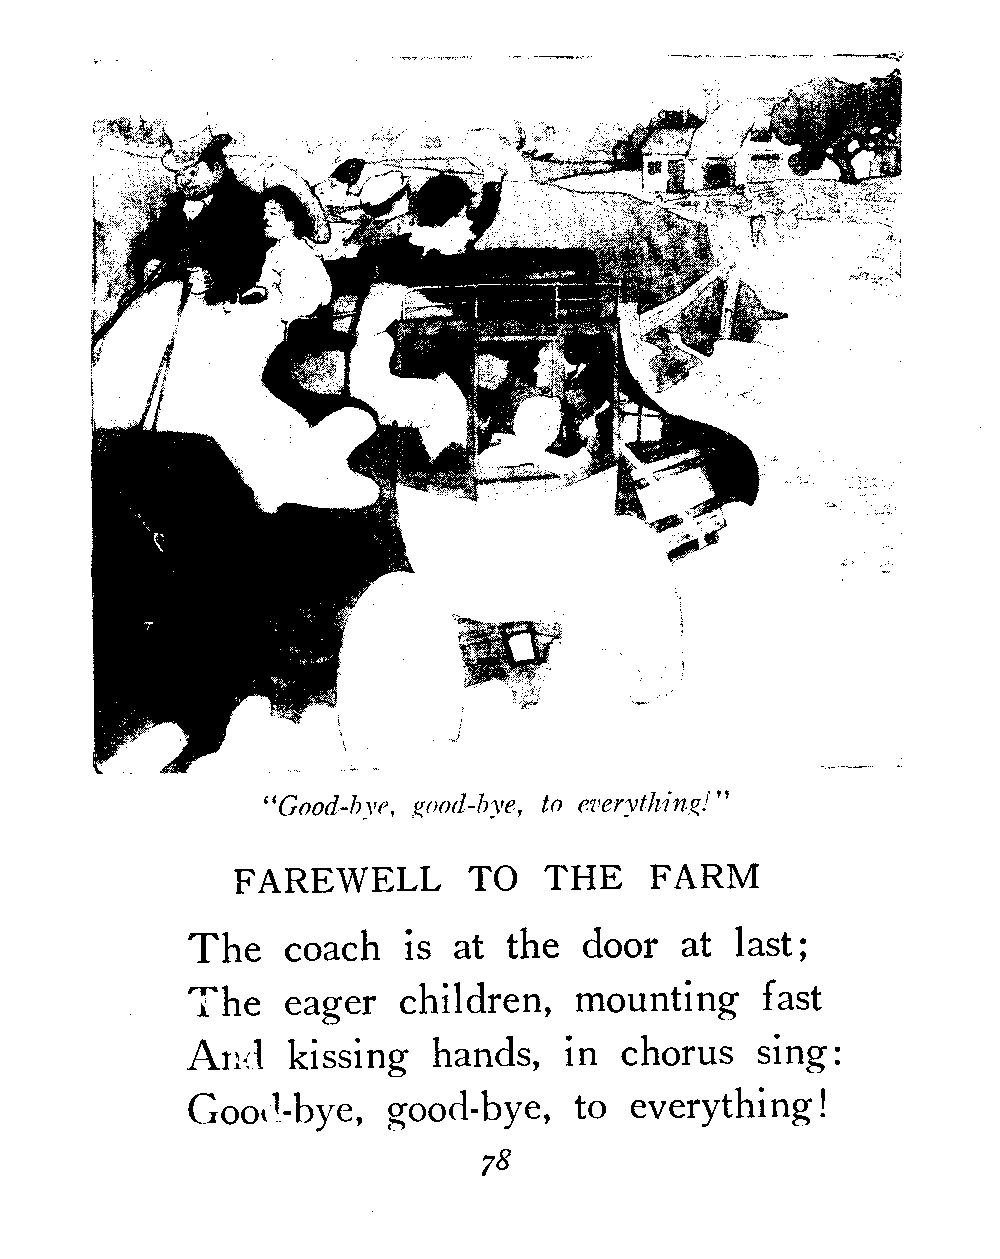 "Good-bye, good-bye, to everything!"
FAREWELL TO THE FARM
The coach is at the door at last;
The eager children, mounting fast
And kissing hands, in chorus sing:
Good-bye, good-bye, to everything!
78